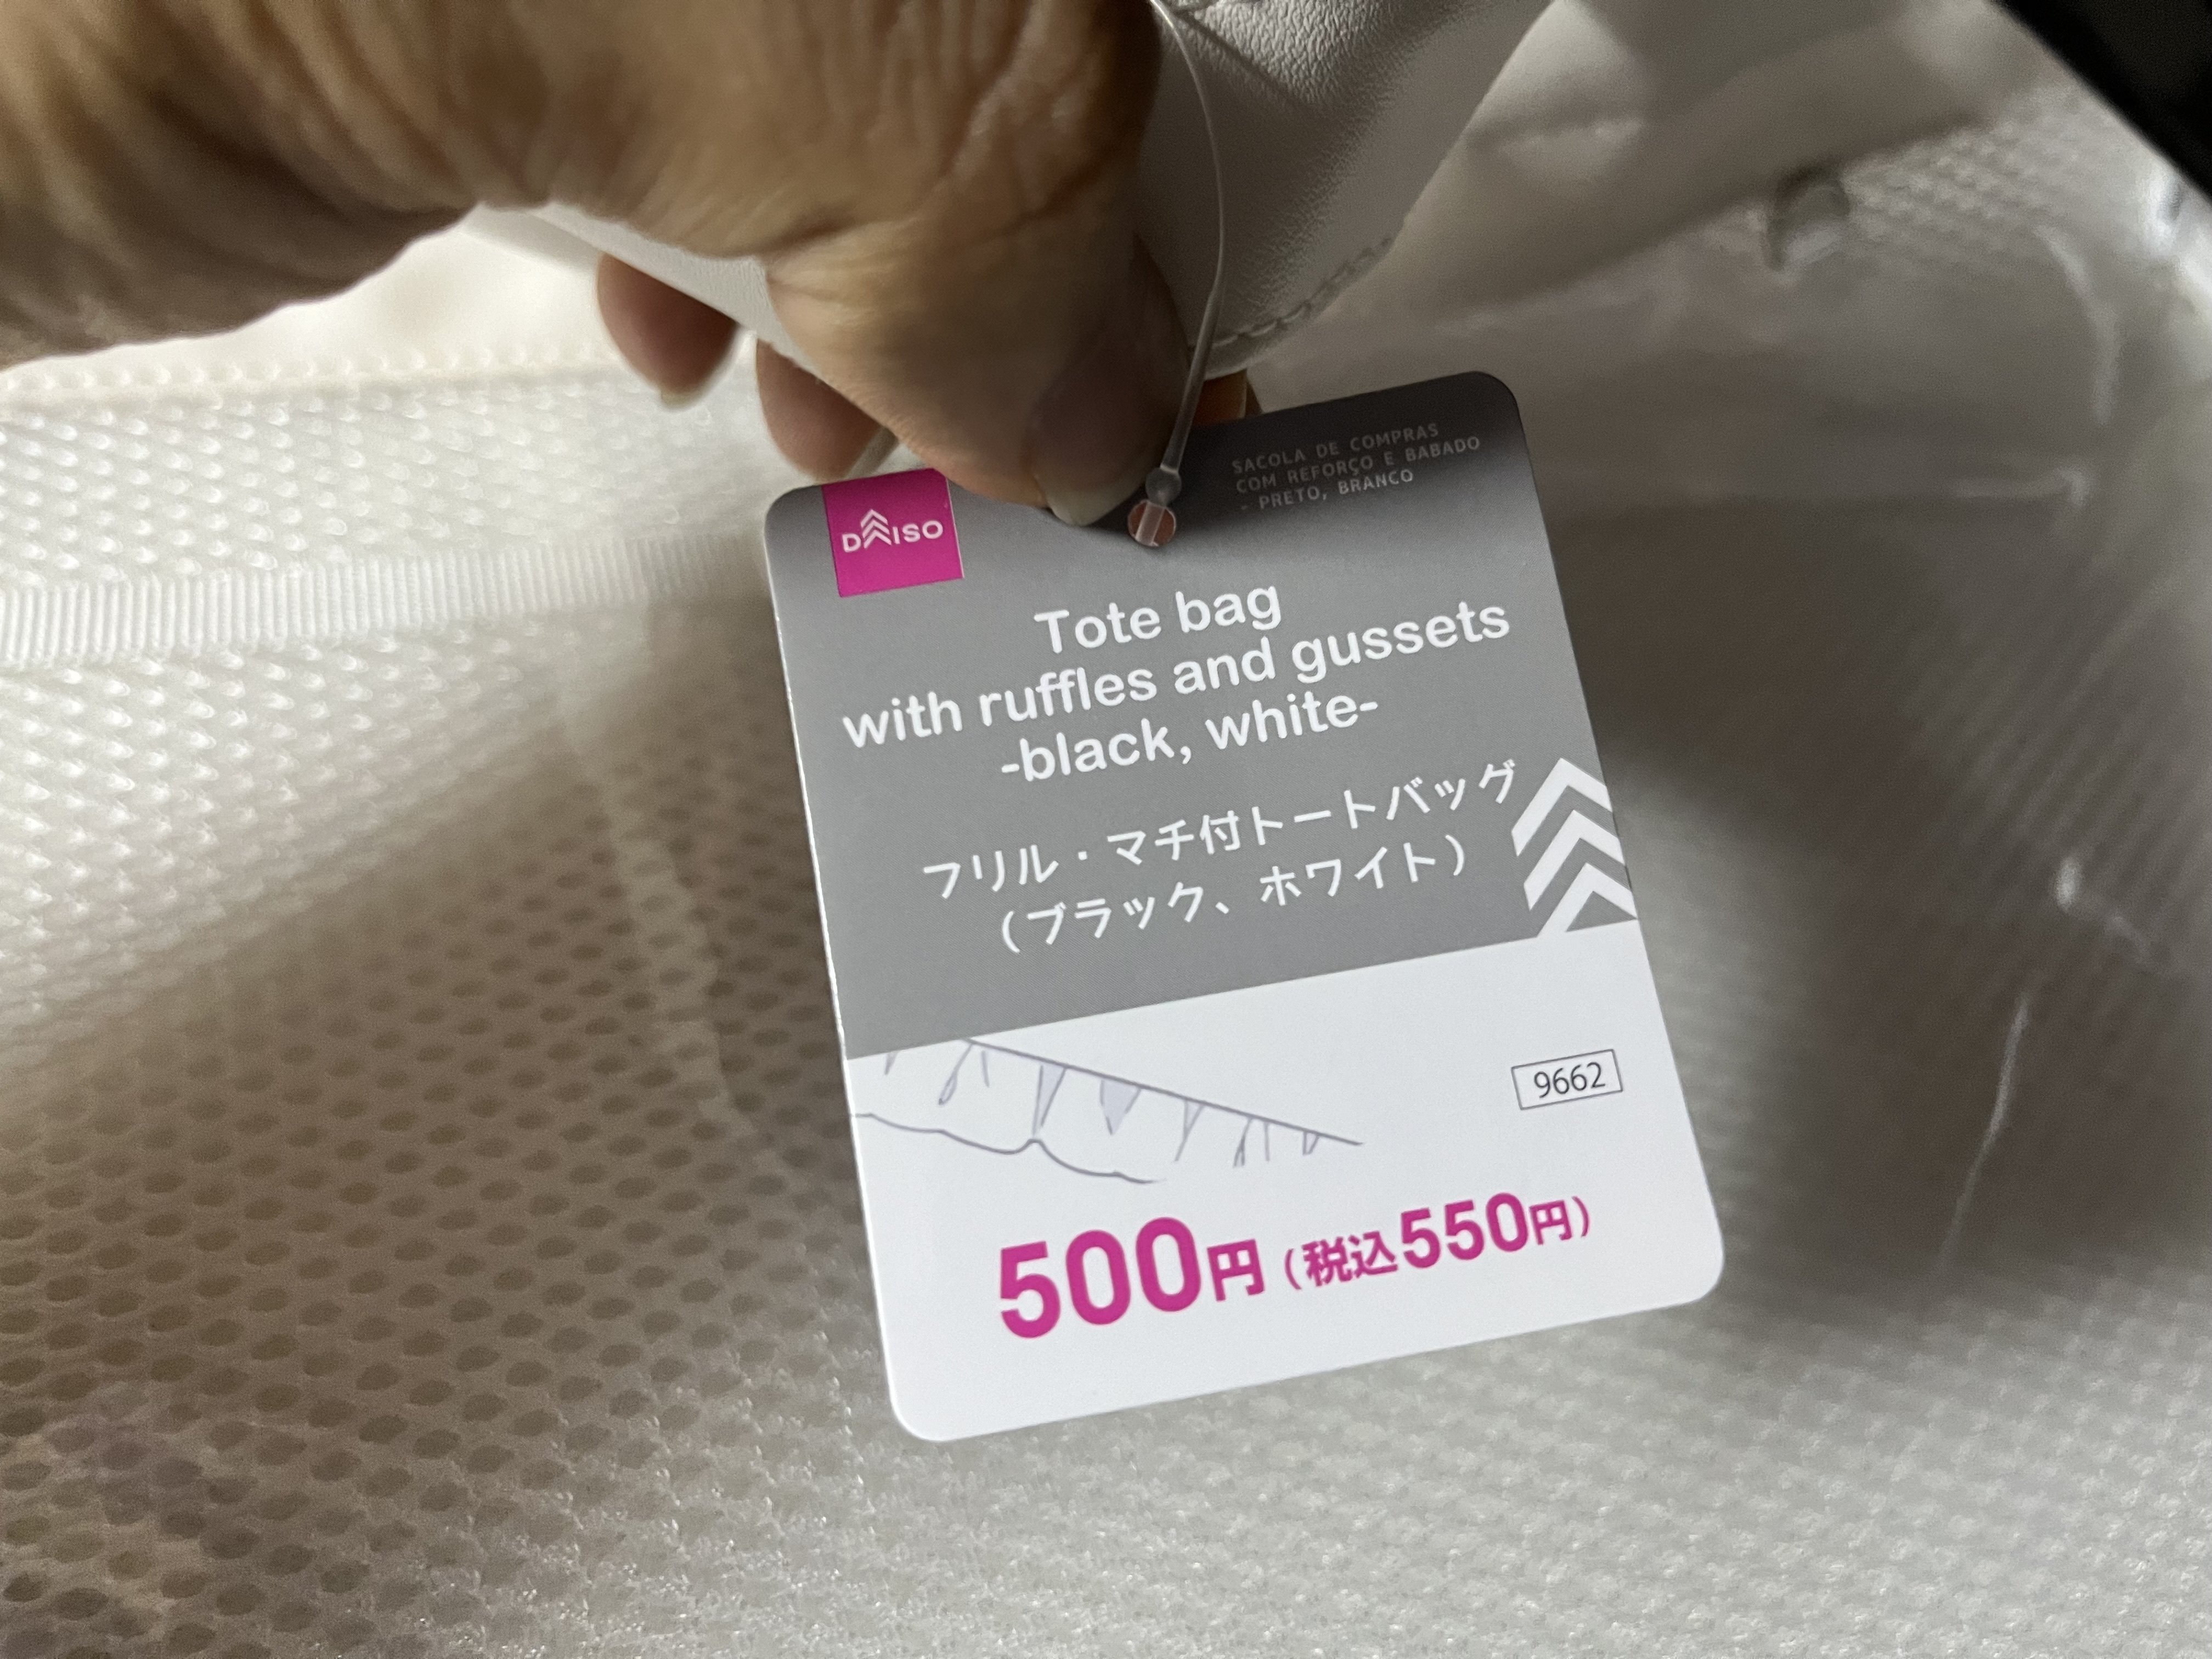 DAISO
SACOLA DE COMPRAS
COM REFORÇO E BABADO
- PRETO, BRANCO
Tote bag
with ruffles and gussets
-black, white-
フリル・マチ付トートバッグ
（ブラック、ホワイト）
9662
500円（税込550円）